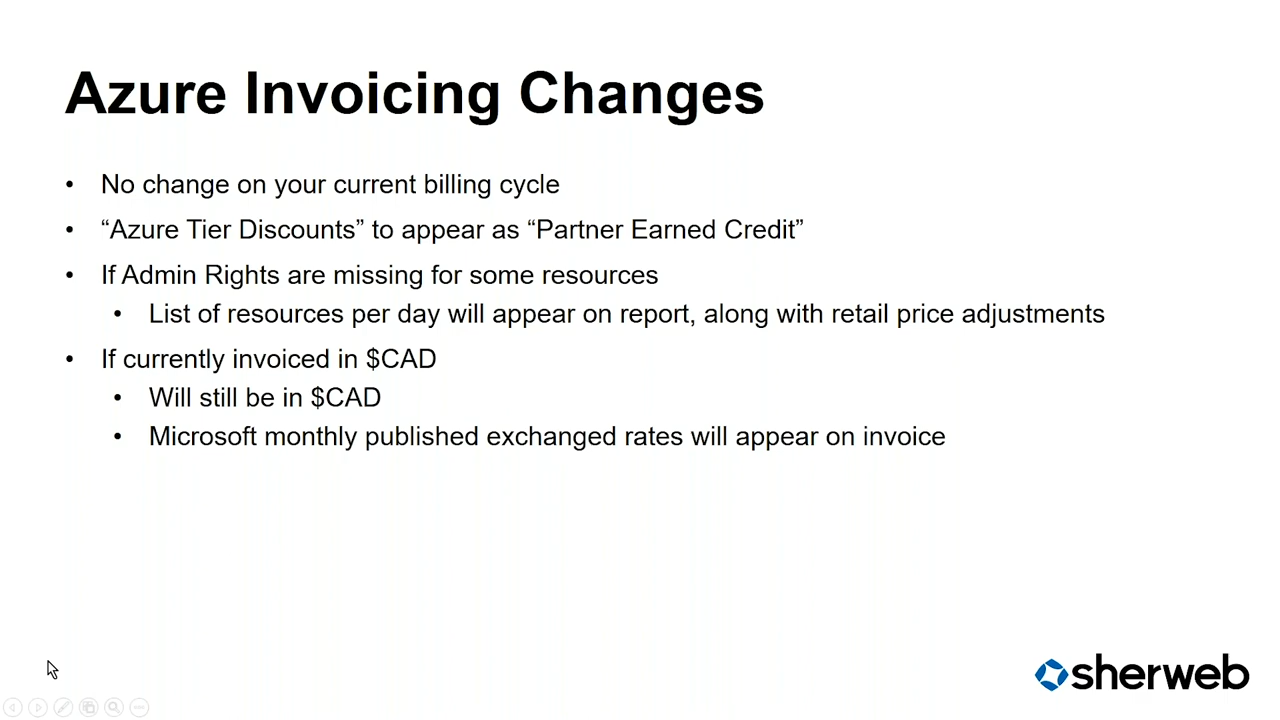 Azure Invoicing Changes
• No change on your current billing cycle
• “Azure Tier Discounts” to appear as “Partner Earned Credit”
• If Admin Rights are missing for some resources
• List of resources per day will appear on report, along with retail price adjustments
• If currently invoiced in $CAD
• Will still be in $CAD
• Microsoft monthly published exchanged rates will appear on invoice
sherweb